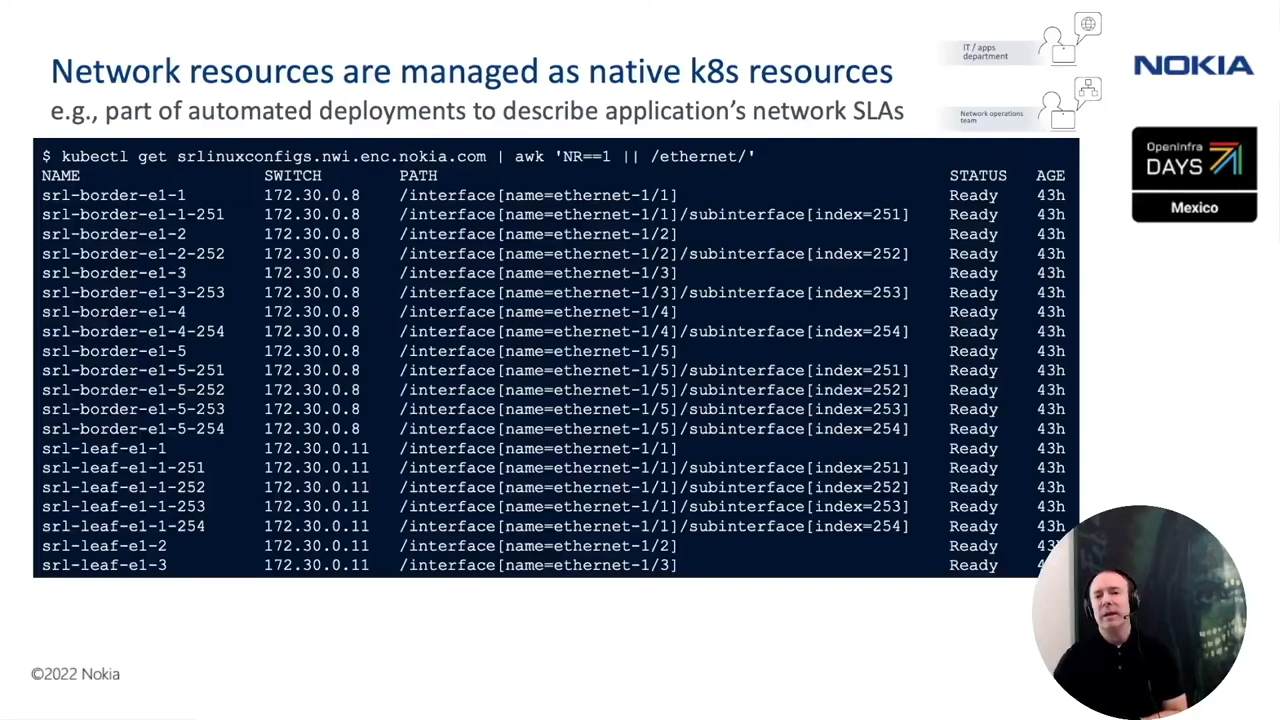 Network resources are managed as native k8s resources
e.g., part of automated deployments to describe application's network SLAs
IT / apps
department
Network operations
team
NOKIA
OpenInfra
DAYS
Mexico
$ kubectl get srlinuxconfigs.nwi.enc.nokia.com | awk 'NR==1 || /ethernet/'
NAME SWITCH PATH STATUS AGE
srl-border-e1-1 172.30.0.8 /interface[name=ethernet-1/1] Ready 43h
srl-border-e1-1-251 172.30.0.8 /interface[name=ethernet-1/1]/subinterface[index=251] Ready 43h
srl-border-e1-2 172.30.0.8 /interface[name=ethernet-1/2] Ready 43h
srl-border-e1-2-252 172.30.0.8 /interface[name=ethernet-1/2]/subinterface[index=252] Ready 43h
srl-border-e1-3 172.30.0.8 /interface[name=ethernet-1/3] Ready 43h
srl-border-e1-3-253 172.30.0.8 /interface[name=ethernet-1/3]/subinterface[index=253] Ready 43h
srl-border-e1-4 172.30.0.8 /interface[name=ethernet-1/4] Ready 43h
srl-border-e1-4-254 172.30.0.8 /interface[name=ethernet-1/4]/subinterface[index=254] Ready 43h
srl-border-e1-5 172.30.0.8 /interface[name=ethernet-1/5] Ready 43h
srl-border-e1-5-251 172.30.0.8 /interface[name=ethernet-1/5]/subinterface[index=251] Ready 43h
srl-border-e1-5-252 172.30.0.8 /interface[name=ethernet-1/5]/subinterface[index=252] Ready 43h
srl-border-e1-5-253 172.30.0.8 /interface[name=ethernet-1/5]/subinterface[index=253] Ready 43h
srl-border-e1-5-254 172.30.0.8 /interface[name=ethernet-1/5]/subinterface[index=254] Ready 43h
srl-leaf-e1-1 172.30.0.11 /interface[name=ethernet-1/1] Ready 43h
srl-leaf-e1-1-251 172.30.0.11 /interface[name=ethernet-1/1]/subinterface[index=251] Ready 43h
srl-leaf-e1-1-252 172.30.0.11 /interface[name=ethernet-1/1]/subinterface[index=252] Ready 43h
srl-leaf-e1-1-253 172.30.0.11 /interface[name=ethernet-1/1]/subinterface[index=253] Ready 43h
srl-leaf-e1-1-254 172.30.0.11 /interface[name=ethernet-1/1]/subinterface[index=254] Ready 43h
srl-leaf-e1-2 172.30.0.11 /interface[name=ethernet-1/2] Ready
srl-leaf-e1-3 172.30.0.11 /interface[name=ethernet-1/3] Ready
©2022 Nokia